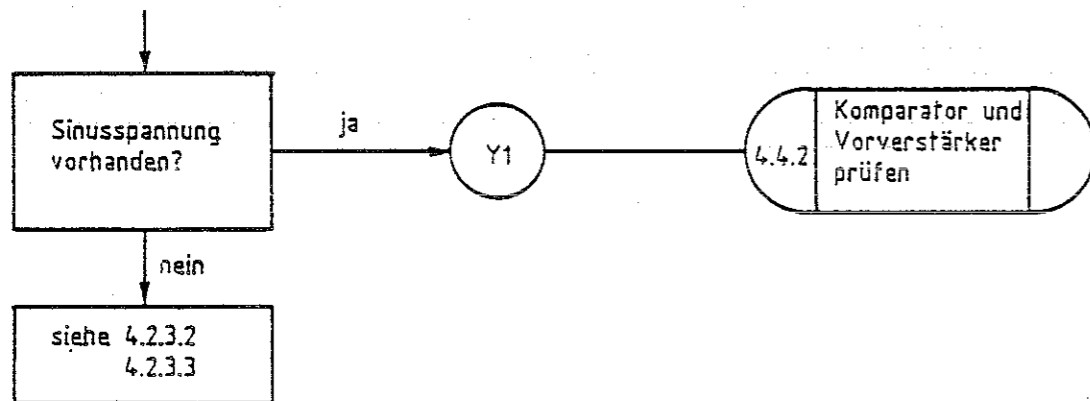 Sinusspannung
vorhanden?
ja
Y1
4.4.2
Komparator und
Vorverstärker
prüfen
nein
siehe 4.2.3.2
4.2.3.3